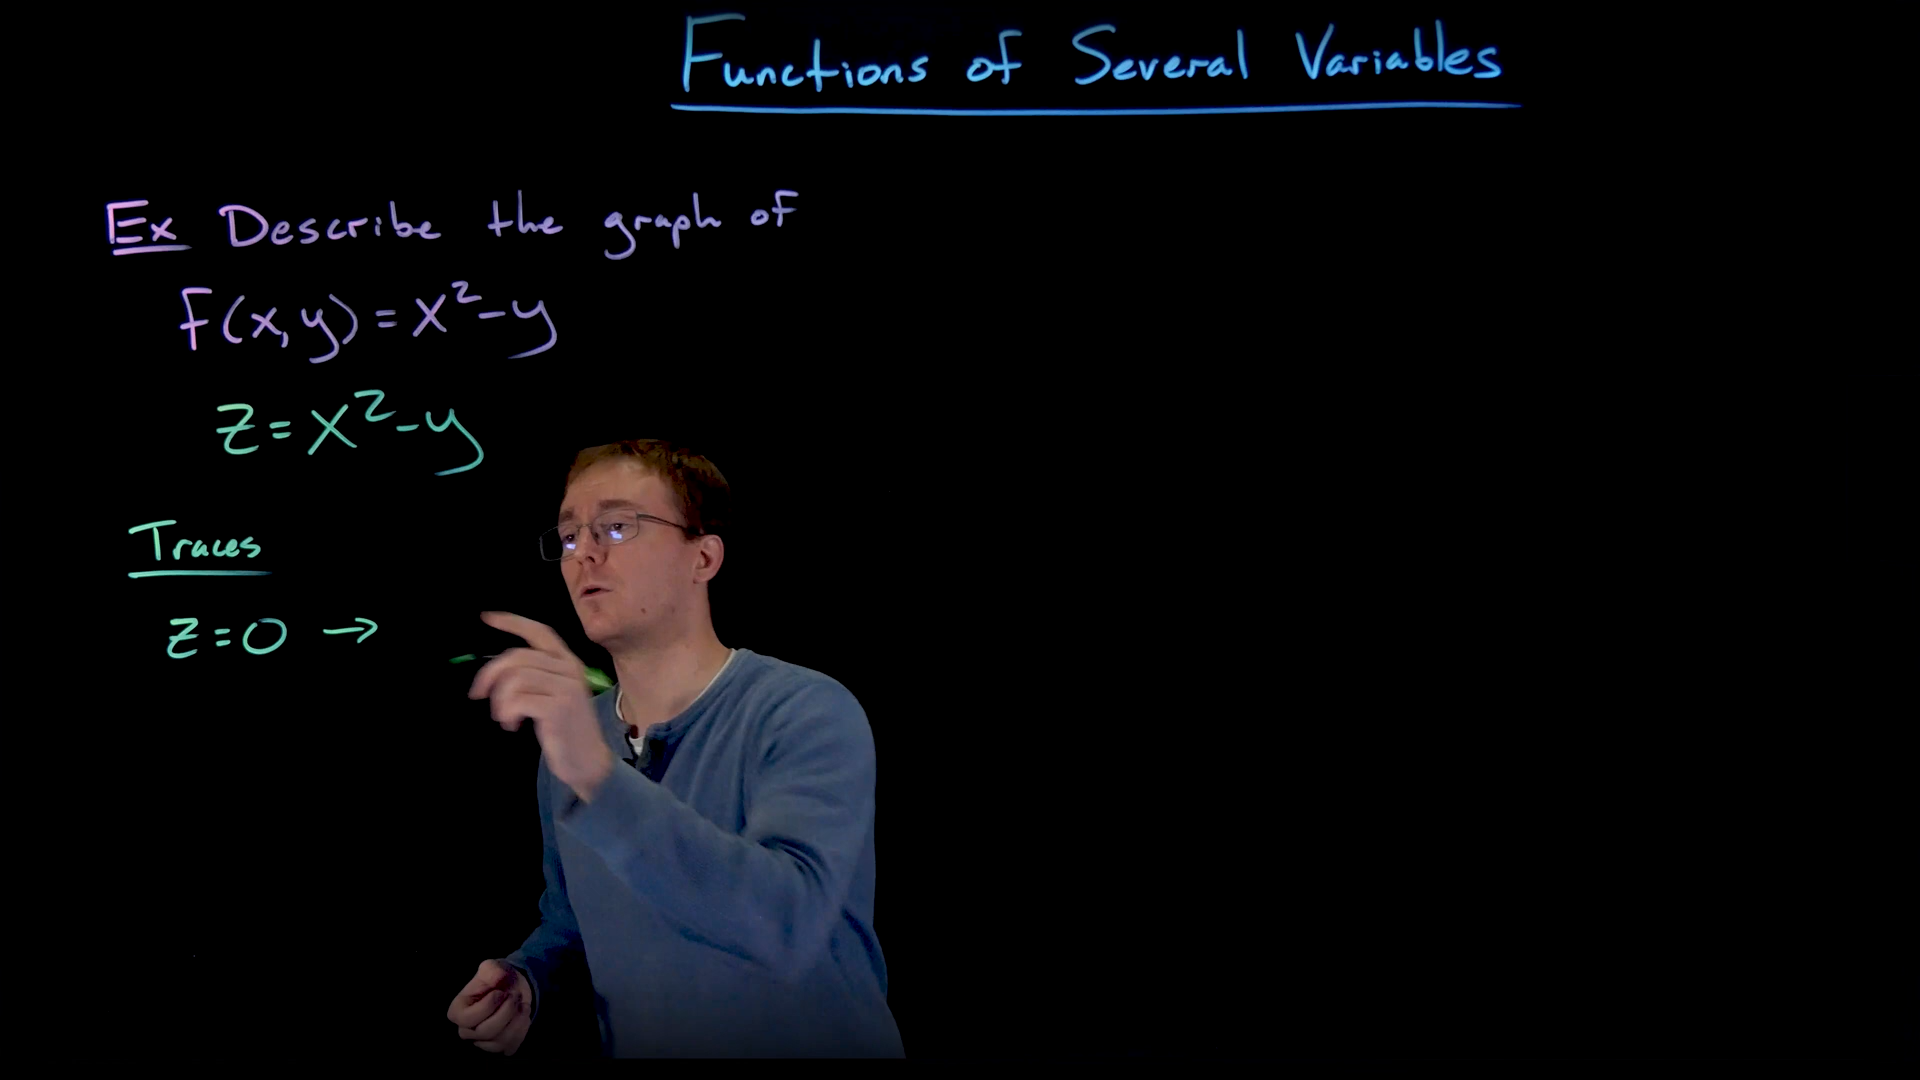 Functions of Several Variables
Ex Describe the graph of
f(x,y)=x²-y
z=x²-y
Traces
z=0 →